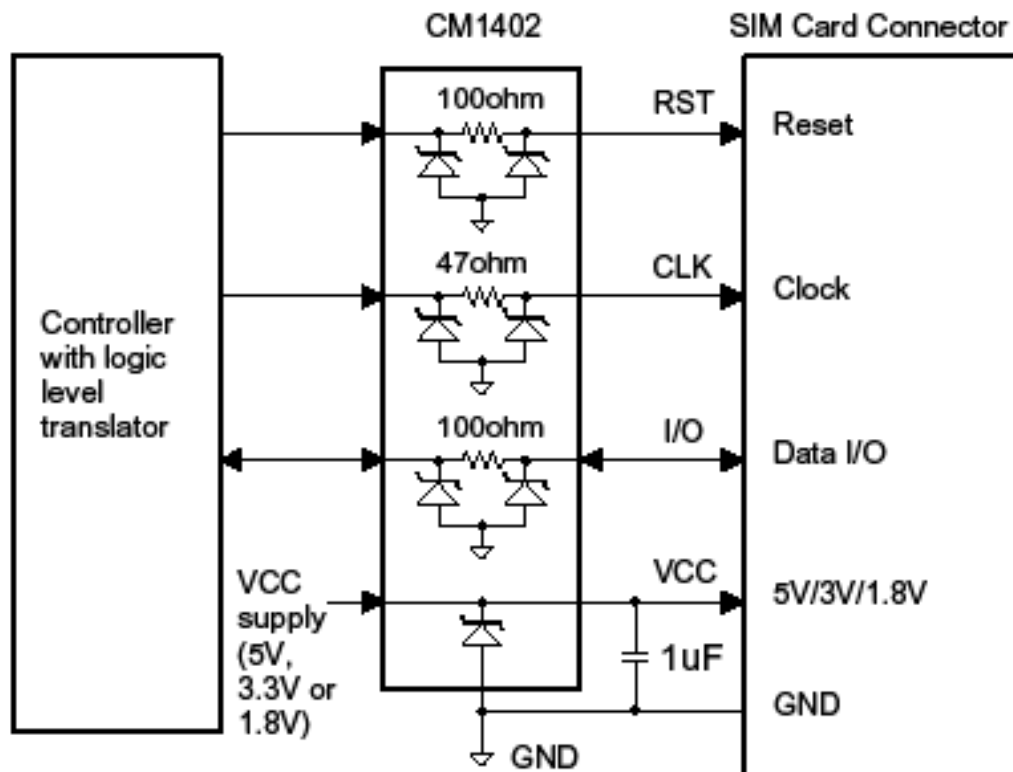 CM1402
SIM Card Connector
100ohm
RST
Reset
47ohm
CLK
Clock
Controller
with logic
level
translator
100ohm
I/O
Data I/O
VCC
supply
(5V,
3.3V or
1.8V)
VCC
5V/3V/1.8V
1uF
GND
GND